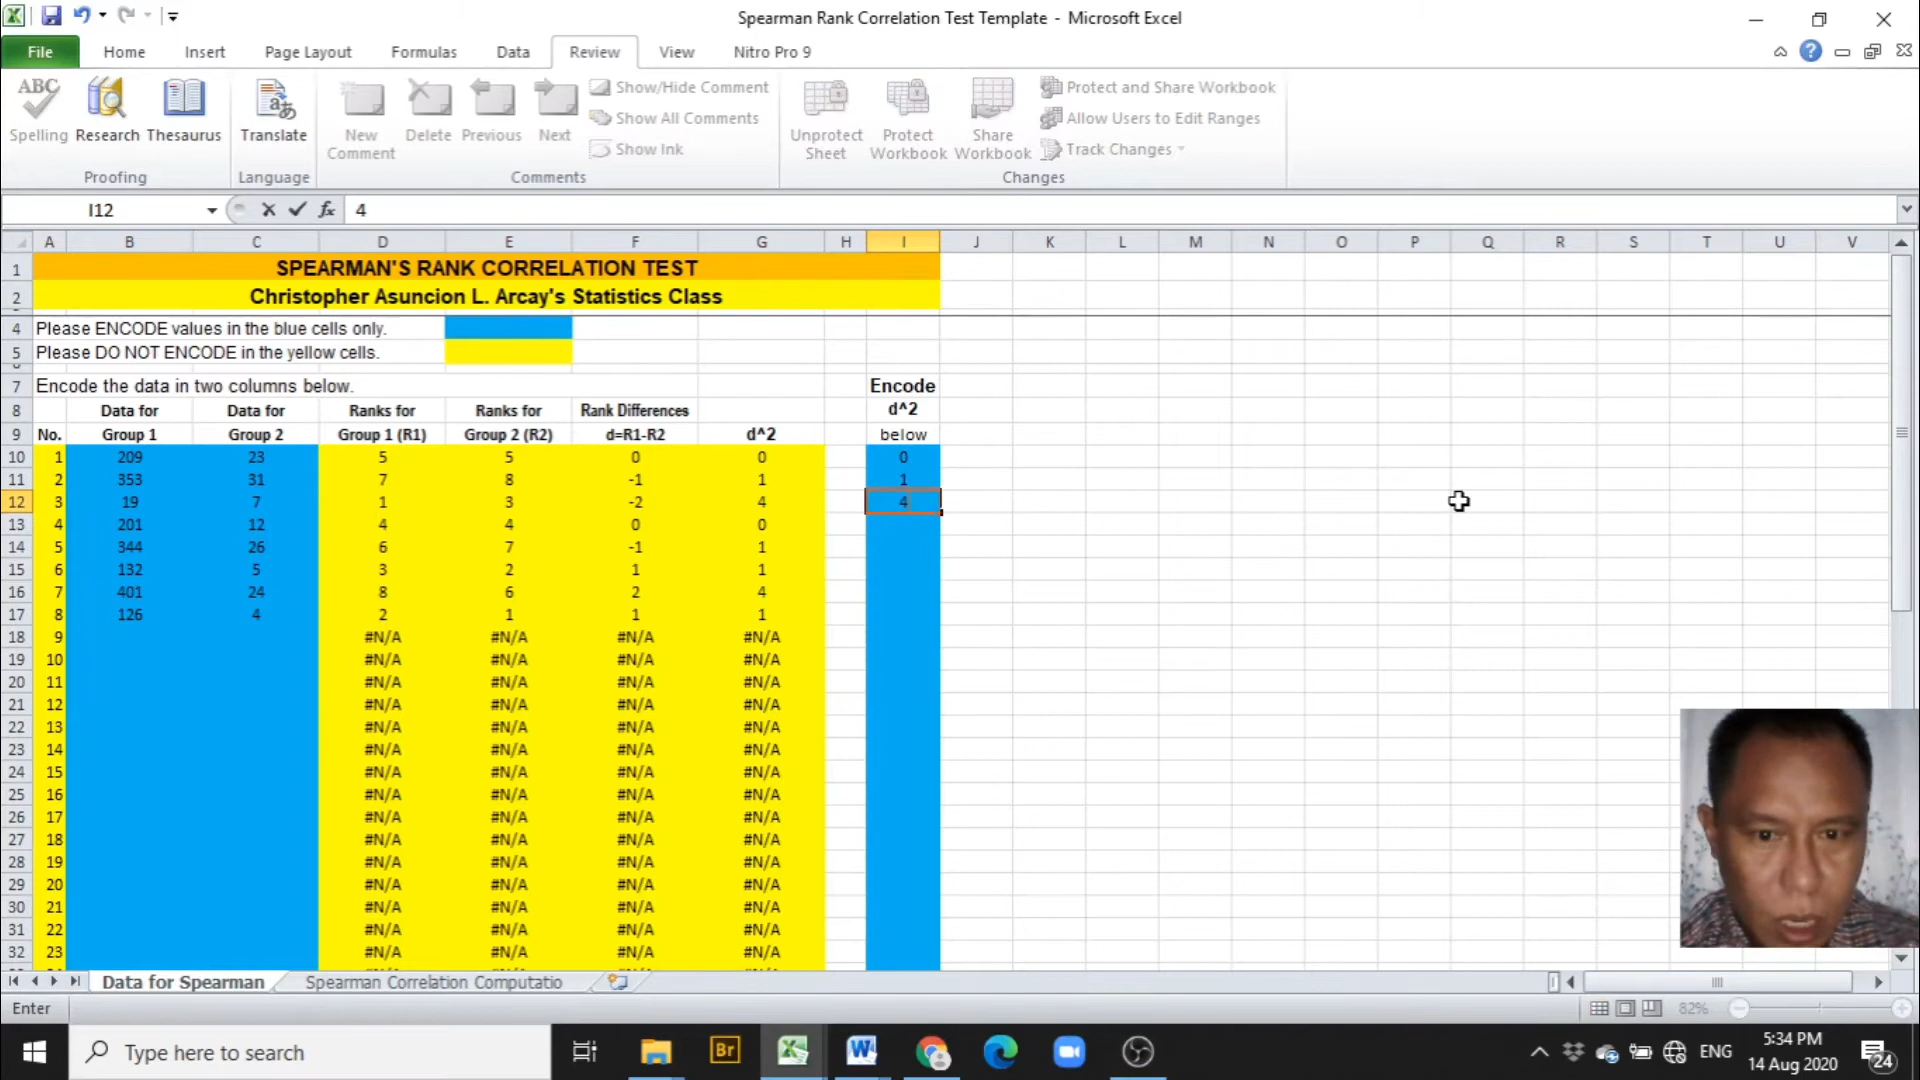 Spearman Rank Correlation Test Template - Microsoft Excel
File Home Insert Page Layout Formulas Data Review View Nitro Pro 9
ABC
Spelling Research Thesaurus
Proofing
Translate
Language
New Comment Delete Previous Next
Show/Hide Comment
Show All Comments
Show Ink
Comments
Unprotect Sheet Protect Workbook Share Workbook
Protect and Share Workbook
Allow Users to Edit Ranges
Track Changes
Changes
I12 fx 4
A B C D E F G H I J K L M N O P Q R S T U V
1 SPEARMAN'S RANK CORRELATION TEST
2 Christopher Asuncion L. Arcay's Statistics Class
4 Please ENCODE values in the blue cells only.
5 Please DO NOT ENCODE in the yellow cells.
7 Encode the data in two columns below. Encode
8 Data for Data for Ranks for Ranks for Rank Differences d^2
9 No. Group 1 Group 2 Group 1 (R1) Group 2 (R2) d=R1-R2 d^2 below
10 1 209 23 5 5 0 0 0
11 2 353 31 7 8 -1 1 1
12 3 19 7 1 3 -2 4 4
13 4 201 12 4 4 0 0
14 5 344 26 6 7 -1 1
15 6 132 5 3 2 1 1
16 7 401 24 8 6 2 4
17 8 126 4 2 1 1 1
18 9 #N/A #N/A #N/A #N/A
19 10 #N/A #N/A #N/A #N/A
20 11 #N/A #N/A #N/A #N/A
21 12 #N/A #N/A #N/A #N/A
22 13 #N/A #N/A #N/A #N/A
23 14 #N/A #N/A #N/A #N/A
24 15 #N/A #N/A #N/A #N/A
25 16 #N/A #N/A #N/A #N/A
26 17 #N/A #N/A #N/A #N/A
27 18 #N/A #N/A #N/A #N/A
28 19 #N/A #N/A #N/A #N/A
29 20 #N/A #N/A #N/A #N/A
30 21 #N/A #N/A #N/A #N/A
31 22 #N/A #N/A #N/A #N/A
32 23 #N/A #N/A #N/A #N/A
Data for Spearman Spearman Correlation Computatio
Enter 82%
Type here to search Br ENG 5:34 PM
14 Aug 2020 24